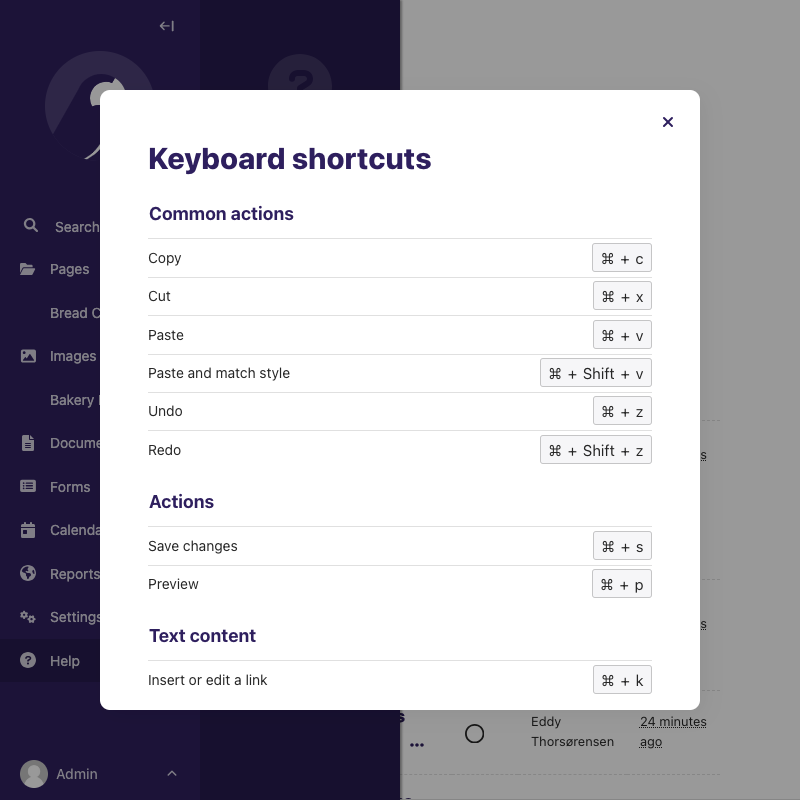 Keyboard shortcuts
Common actions
Copy ⌘ + c
Cut ⌘ + x
Paste ⌘ + v
Paste and match style ⌘ + Shift + v
Undo ⌘ + z
Redo ⌘ + Shift + z
Actions
Save changes ⌘ + s
Preview ⌘ + p
Text content
Insert or edit a link ⌘ + k
Search
Pages
Bread
Images
Bakery
Forms
Reports
Settings
Help
Admin
Eddy
Thorsørensen
24 minutes
ago